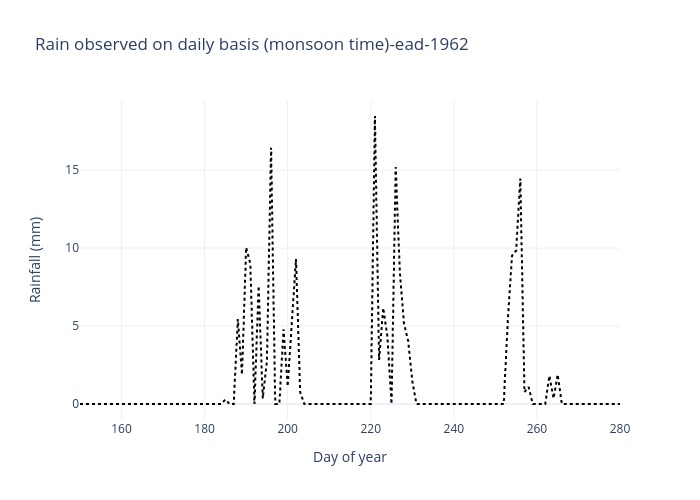 Rain observed on daily basis (monsoon time)-ead-1962
15
10
5
0
Rainfall (mm)
160 180 200 220 240 260 280
Day of year